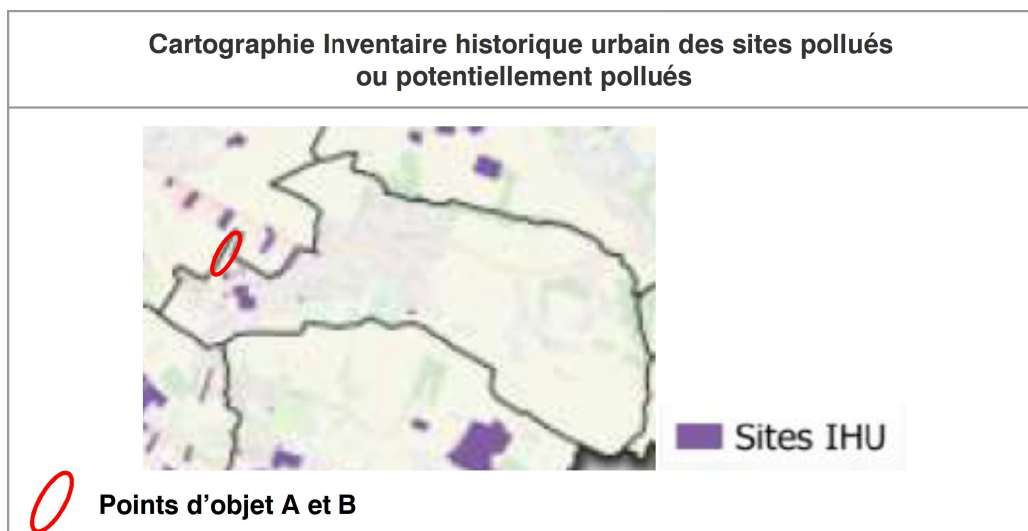 Cartographie Inventaire historique urbain des sites pollués
ou potentiellement pollués
Sites IHU
Points d’objet A et B